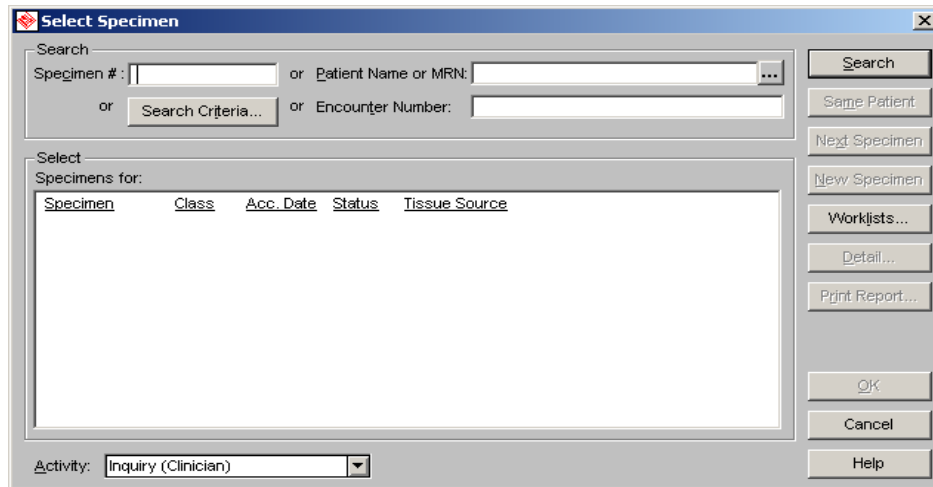 Select Specimen
Search
Specimen # : or Patient Name or MRN: ...
or Search Criteria... or Encounter Number:
Select
Specimens for:
Specimen Class Acc. Date Status Tissue Source
Activity: Inquiry (Clinician)
Search
Same Patient
Next Specimen
New Specimen
Worklists...
Detail...
Print Report...
OK
Cancel
Help